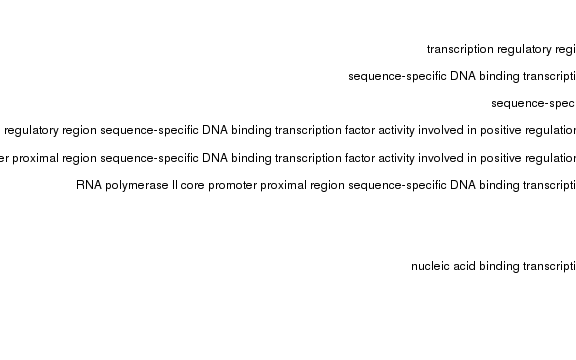 transcription regulatory regi
sequence-specific DNA binding transcripti
sequence-spec
regulatory region sequence-specific DNA binding transcription factor activity involved in positive regulation
er proximal region sequence-specific DNA binding transcription factor activity involved in positive regulation
RNA polymerase II core promoter proximal region sequence-specific DNA binding transcripti
nucleic acid binding transcripti